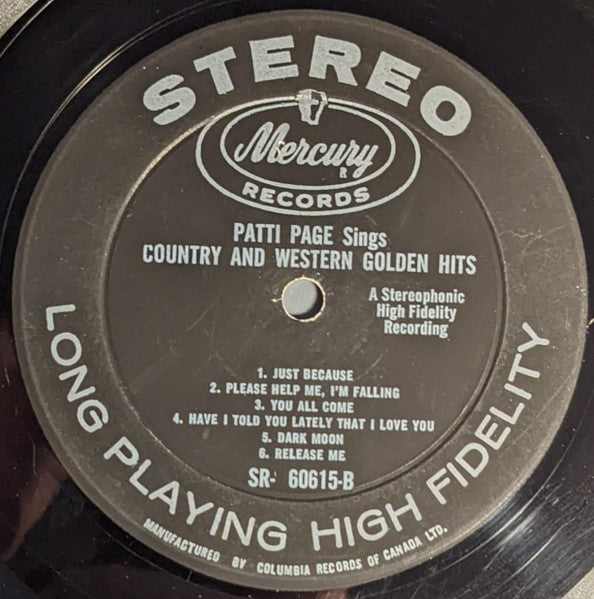 STEREO
Mercury
R
RECORDS
PATTI PAGE Sings
COUNTRY AND WESTERN GOLDEN HITS
A Stereophonic
High Fidelity
Recording
1. JUST BECAUSE
2. PLEASE HELP ME, I'M FALLING
3. YOU ALL COME
4. HAVE I TOLD YOU LATELY THAT I LOVE YOU
5. DARK MOON
6. RELEASE ME
SR- 60615-B
LONG PLAYING HIGH FIDELITY
MANUFACTURED BY COLUMBIA RECORDS OF CANADA LTD.